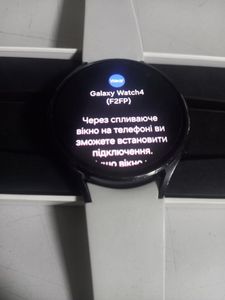 Galaxy Watch4
(F2FP)
Через спливаюче
вікно на телефоні ви
зможете встановити
підключення.